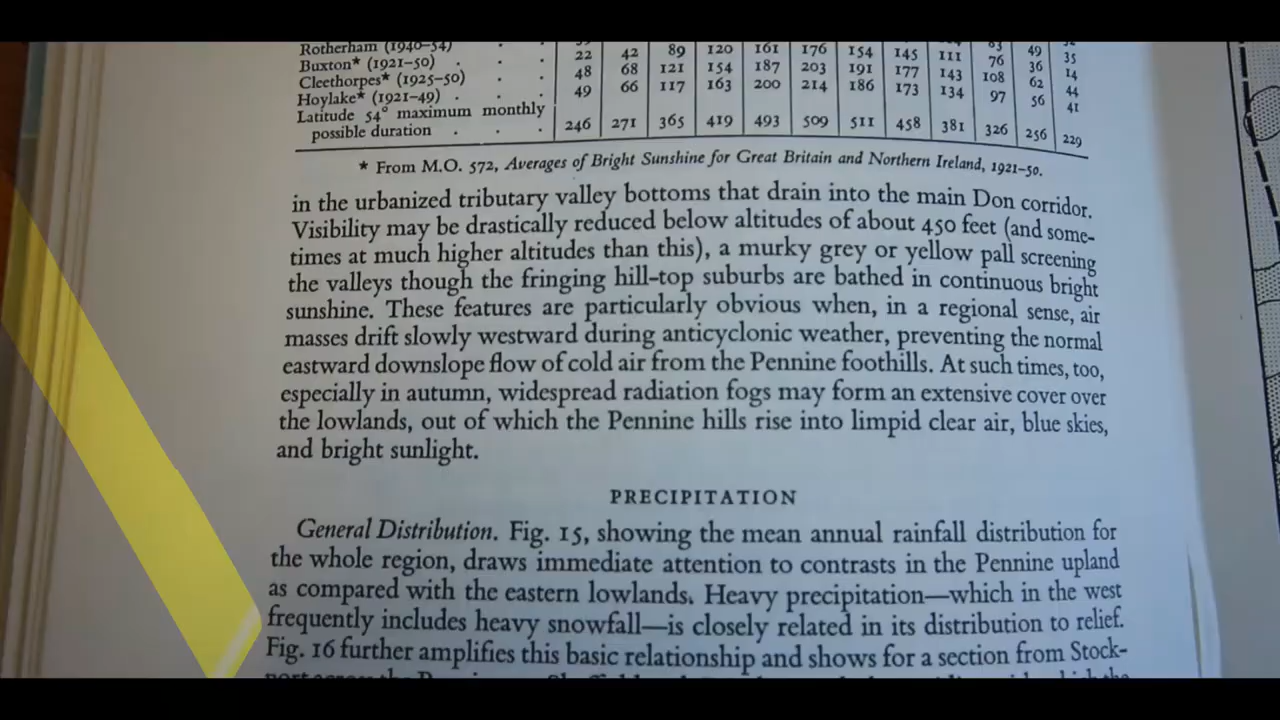 Rotherham (1940-54) . . 49 35
Buxton* (1921-50) . . . 22 42 89 120 161 176 154 145 111 76 36 14
Cleethorpes* (1925-50) . . 48 68 121 154 187 203 191 177 143 108 62 44
Hoylake* (1921-49) . . . 49 66 117 163 200 214 186 173 134 97 56 41
Latitude 54° maximum monthly
possible duration . . . 246 271 365 419 493 509 511 458 381 326 256 229
* From M.O. 572, Averages of Bright Sunshine for Great Britain and Northern Ireland, 1921-50.
in the urbanized tributary valley bottoms that drain into the main Don corridor.
Visibility may be drastically reduced below altitudes of about 450 feet (and some-
times at much higher altitudes than this), a murky grey or yellow pall screening
the valleys though the fringing hill-top suburbs are bathed in continuous bright
sunshine. These features are particularly obvious when, in a regional sense, air
masses drift slowly westward during anticyclonic weather, preventing the normal
eastward downslope flow of cold air from the Pennine foothills. At such times, too,
especially in autumn, widespread radiation fogs may form an extensive cover over
the lowlands, out of which the Pennine hills rise into limpid clear air, blue skies,
and bright sunlight.
PRECIPITATION
General Distribution. Fig. 15, showing the mean annual rainfall distribution for
the whole region, draws immediate attention to contrasts in the Pennine upland
as compared with the eastern lowlands. Heavy precipitation—which in the west
frequently includes heavy snowfall—is closely related in its distribution to relief.
Fig. 16 further amplifies this basic relationship and shows for a section from Stock-